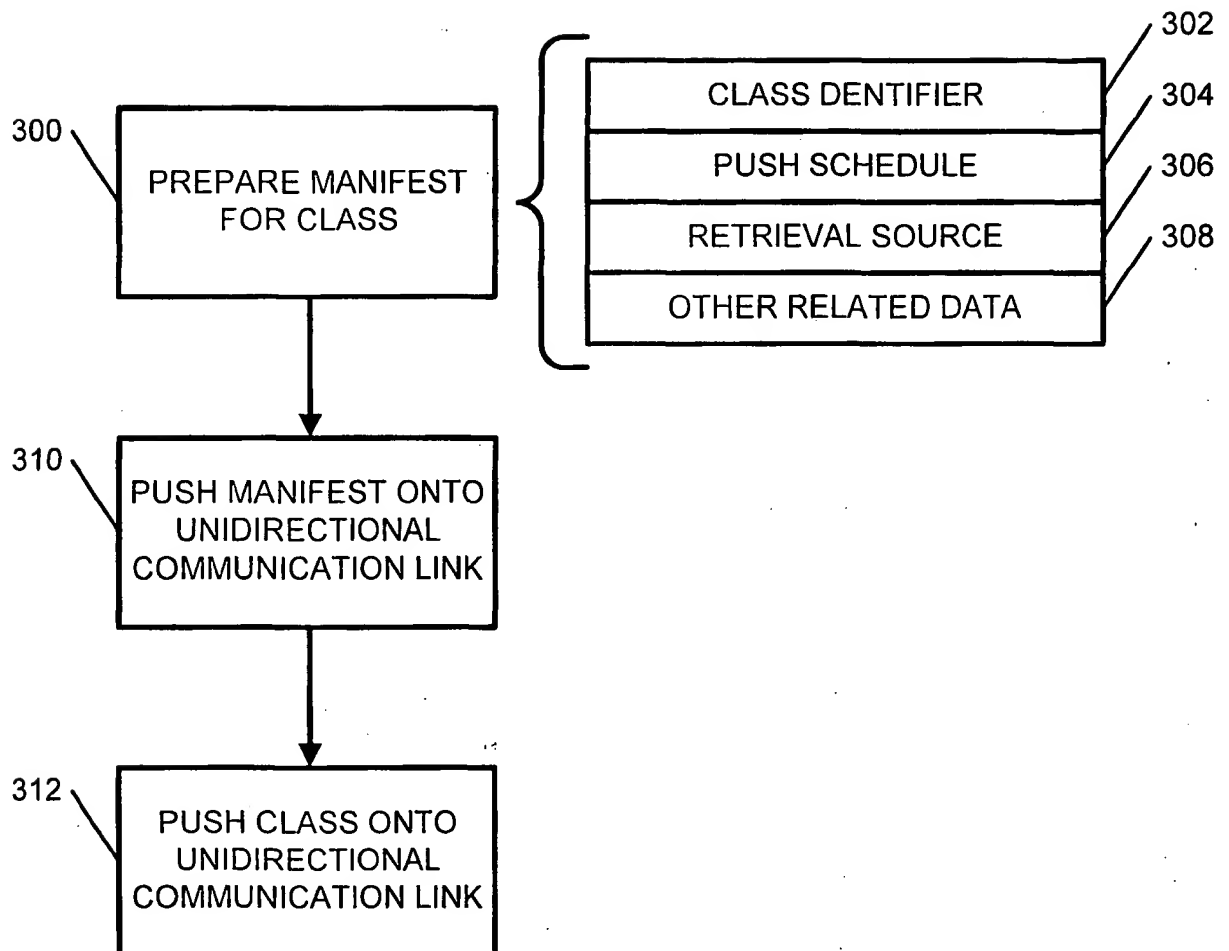 302
CLASS DENTIFIER
304
300
PREPARE MANIFEST
FOR CLASS
PUSH SCHEDULE
306
RETRIEVAL SOURCE
308
OTHER RELATED DATA
310
PUSH MANIFEST ONTO
UNIDIRECTIONAL
COMMUNICATION LINK
312
PUSH CLASS ONTO
UNIDIRECTIONAL
COMMUNICATION LINK